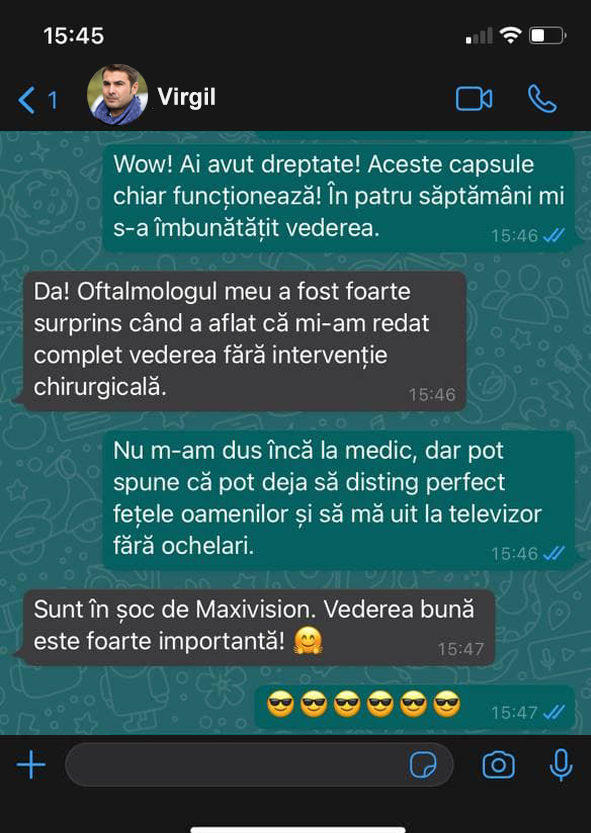 15:45
1
Virgil
Wow! Ai avut dreptate! Aceste capsule
chiar funcționează! În patru săptămâni mi
s-a îmbunătățit vederea.
15:46
Da! Oftalmologul meu a fost foarte
surprins când a aflat că mi-am redat
complet vederea fără intervenție
chirurgicală.
15:46
Nu m-am dus încă la medic, dar pot
spune că pot deja să disting perfect
fețele oamenilor și să mă uit la televizor
fără ochelari.
15:46
Sunt în șoc de Maxivision. Vederea bună
este foarte importantă! 🤗
15:47
😎😎😎😎😎😎
15:47